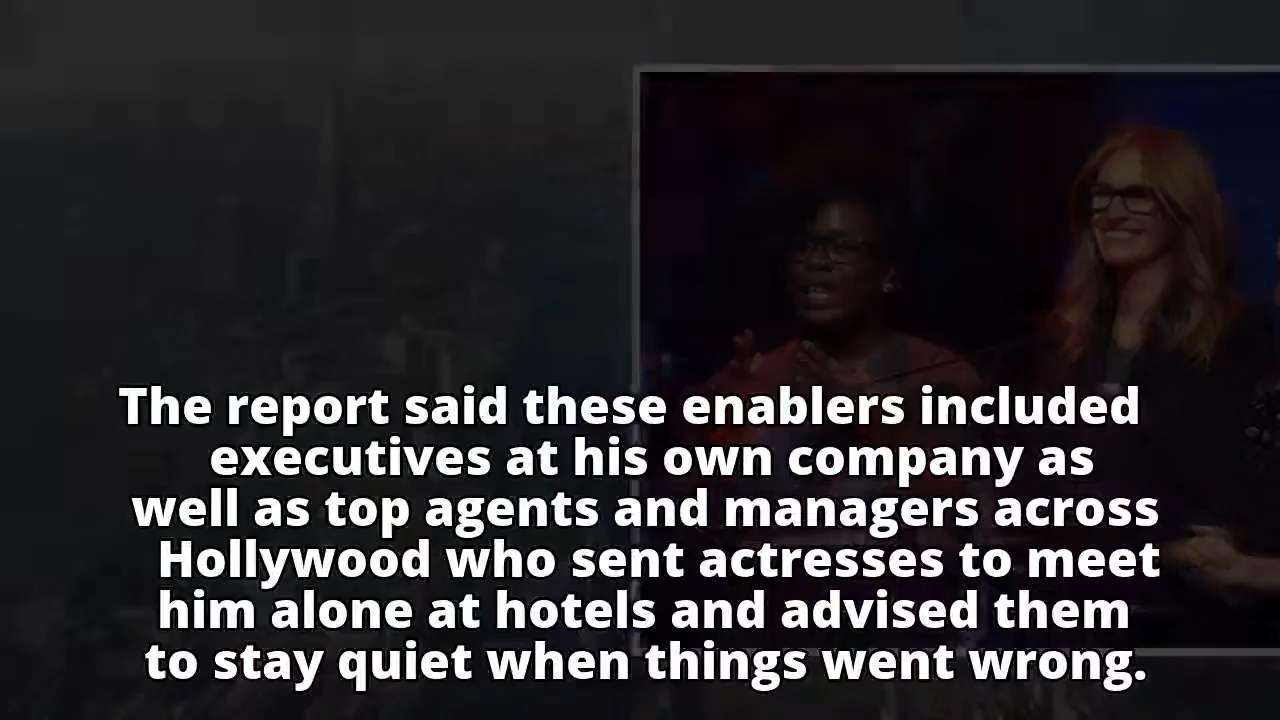 The report said these enablers included
executives at his own company as
well as top agents and managers across
Hollywood who sent actresses to meet
him alone at hotels and advised them
to stay quiet when things went wrong.